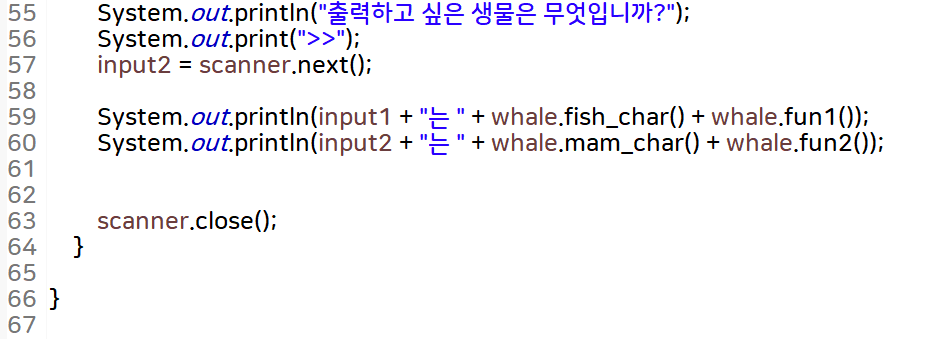 55 System.out.println("출력하고 싶은 생물은 무엇입니까?");
56 System.out.print(">>");
57 input2 = scanner.next();
58
59 System.out.println(input1 + "는 " + whale.fish_char() + whale.fun1());
60 System.out.println(input2 + "는 " + whale.mam_char() + whale.fun2());
61
62
63 scanner.close();
64 }
65
66 }
67